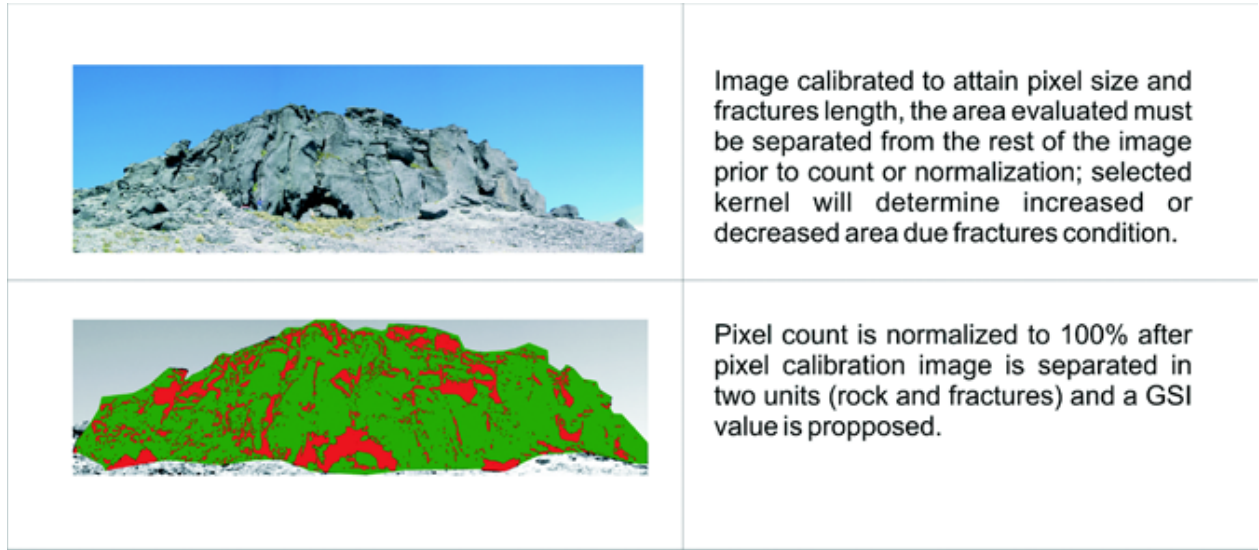 Image calibrated to attain pixel size and
fractures length, the area evaluated must
be separated from the rest of the image
prior to count or normalization; selected
kernel will determine increased or
decreased area due fractures condition.
Pixel count is normalized to 100% after
pixel calibration image is separated in
two units (rock and fractures) and a GSI
value is propposed.